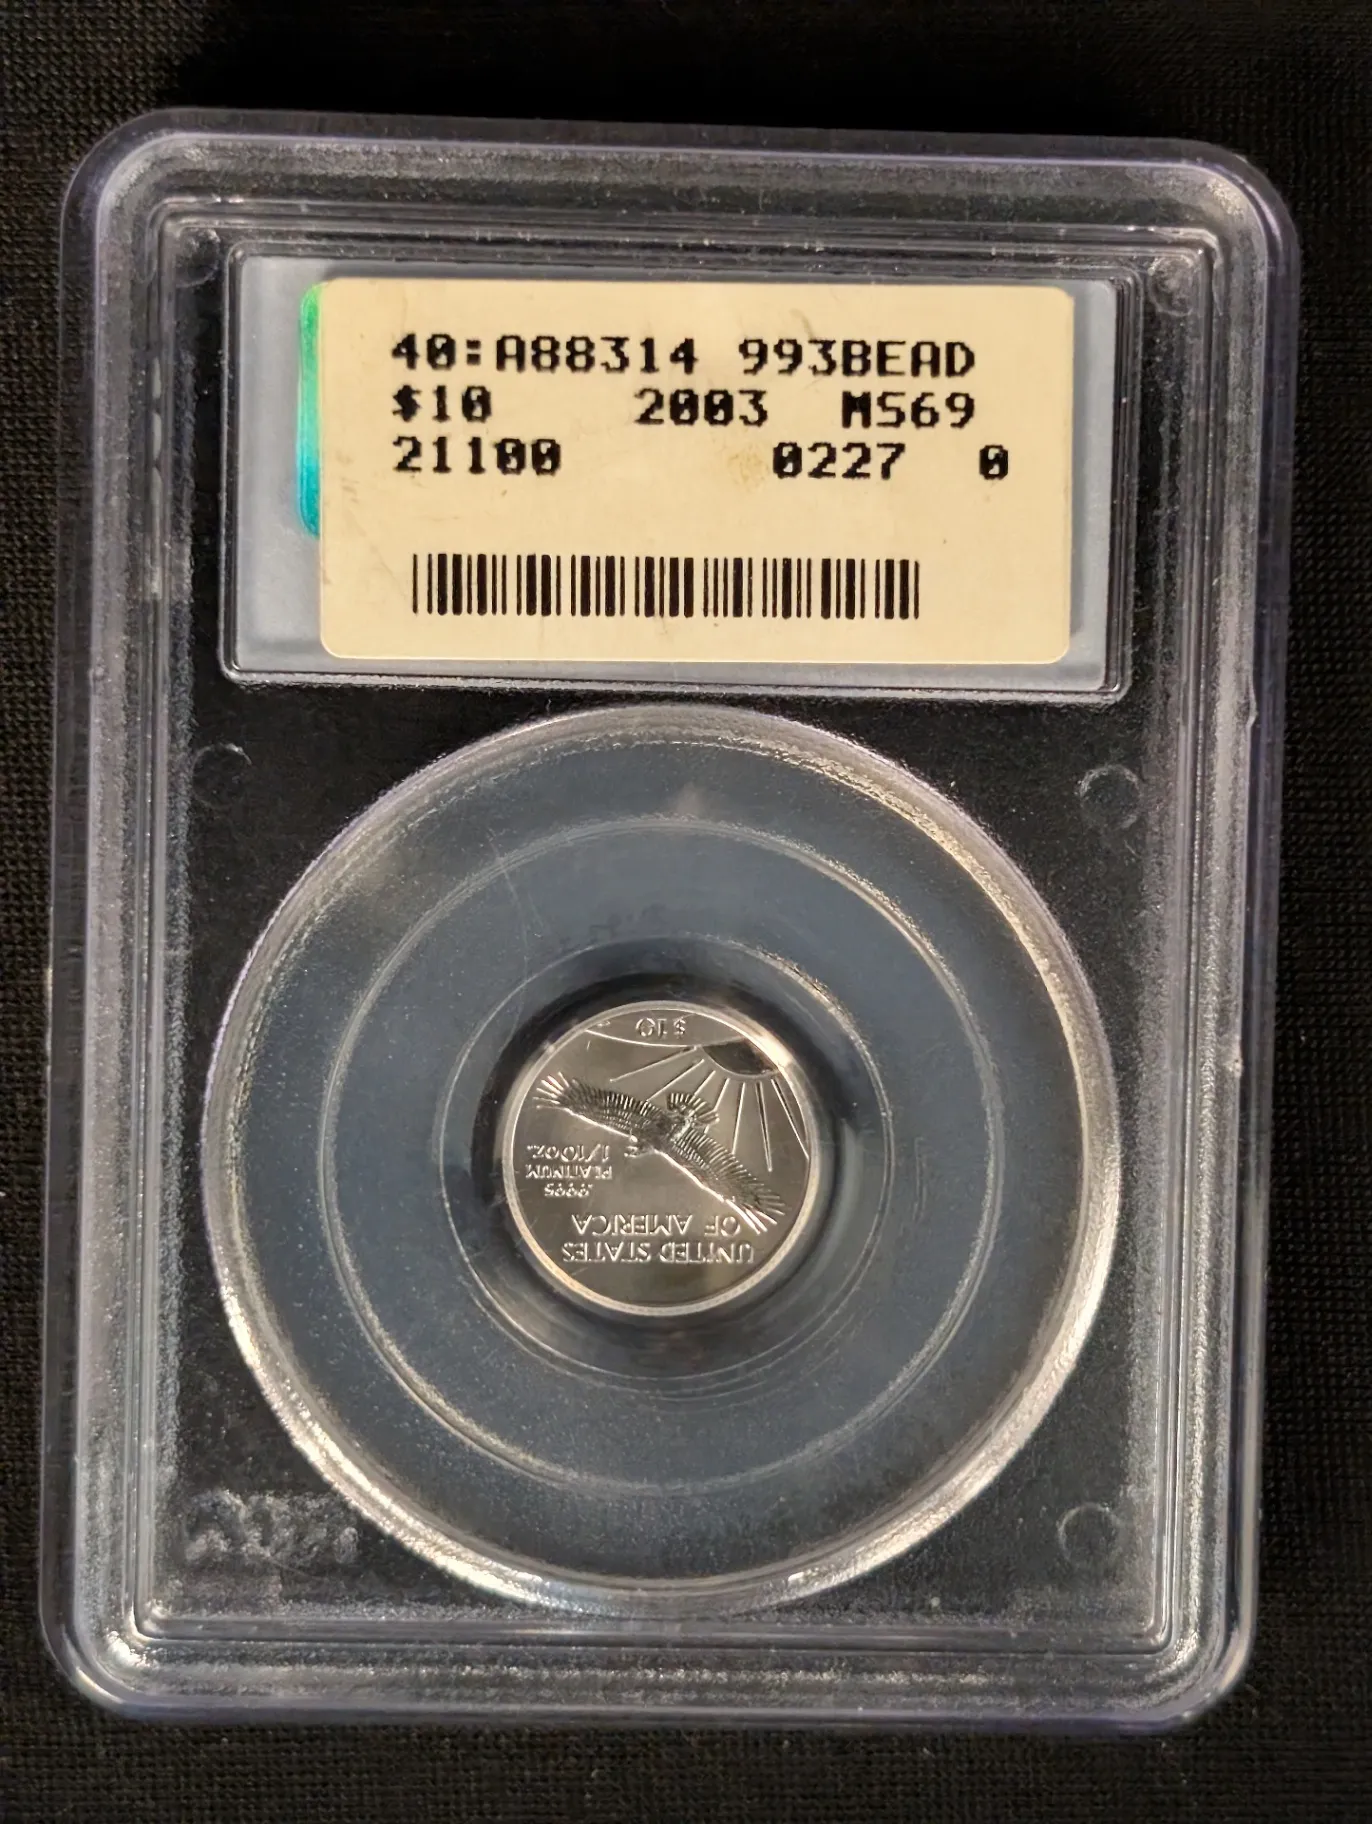 40:A88314 993BEAD
$10 2003 MS69
21100 0227 0
$10
1/10 OZ.
PLATINUM
.9995
OF AMERICA
UNITED STATES